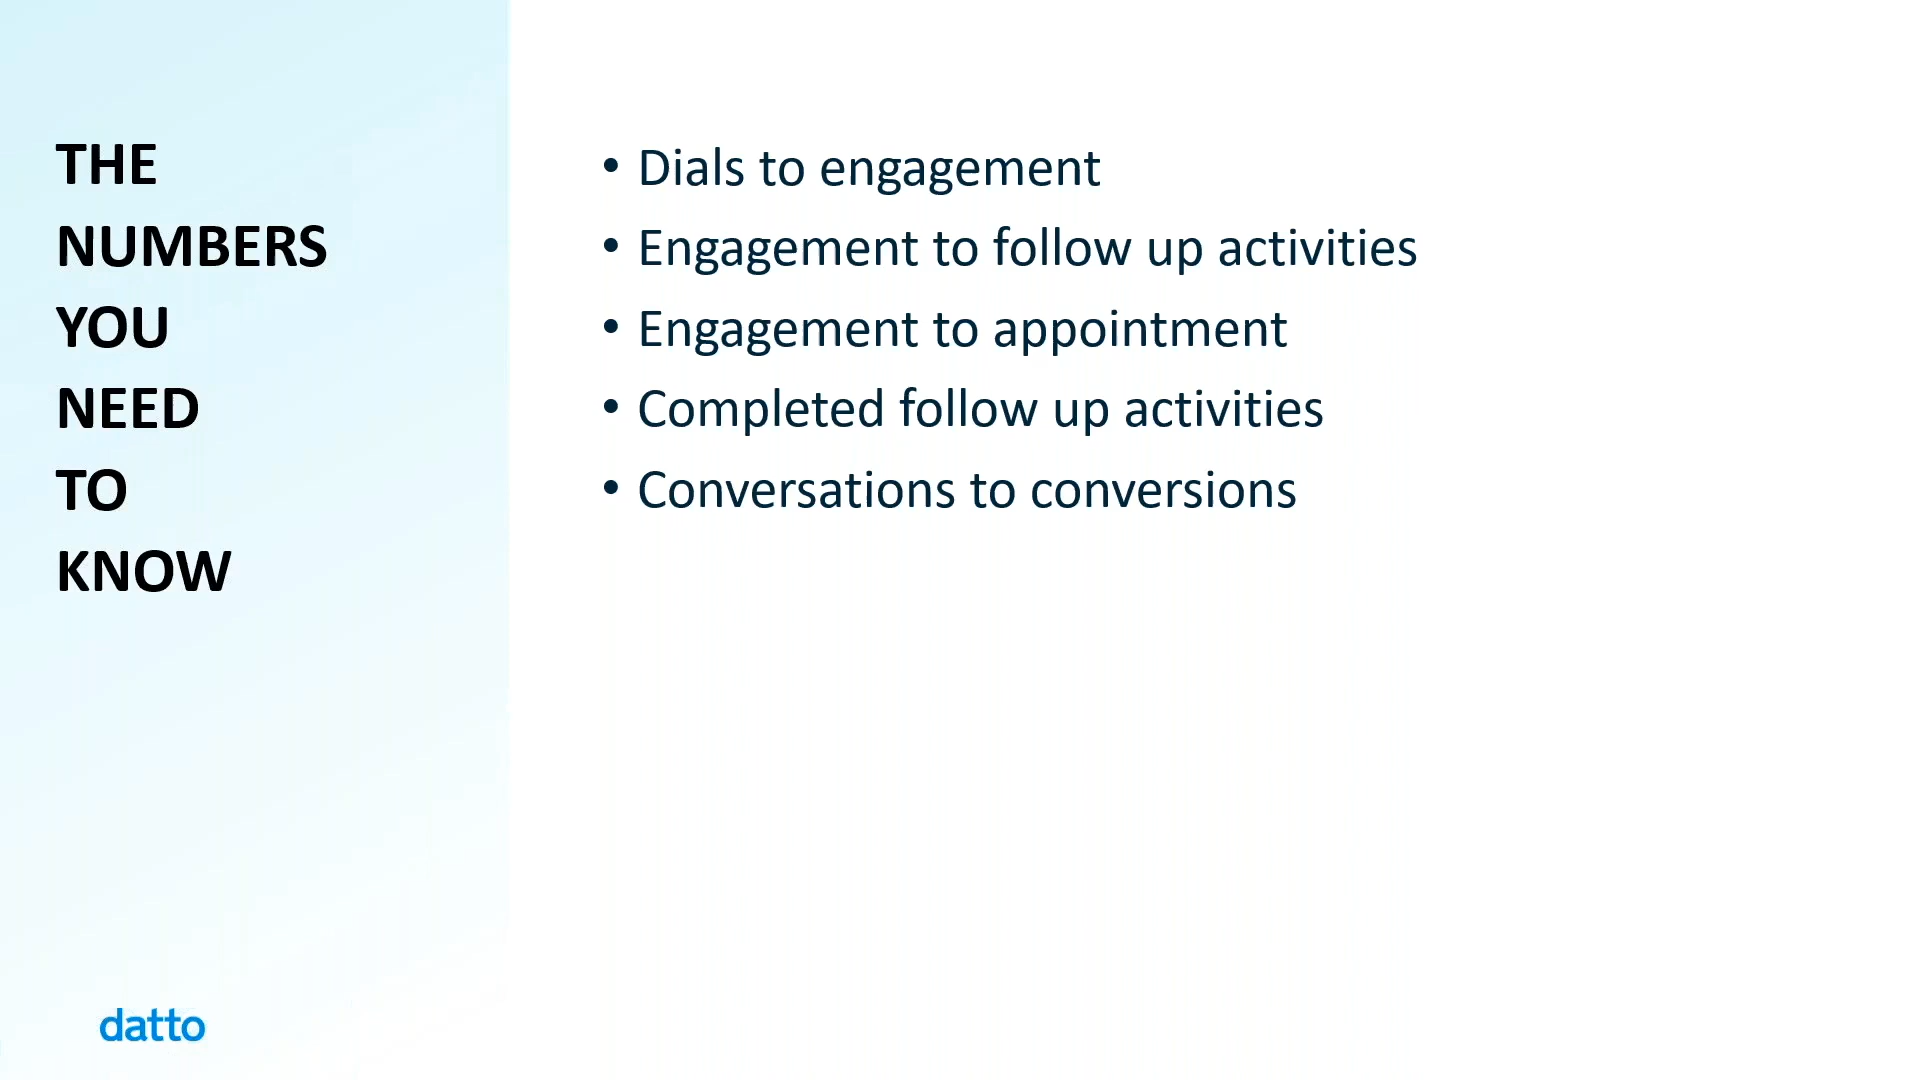 THE
NUMBERS
YOU
NEED
TO
KNOW
• Dials to engagement
• Engagement to follow up activities
• Engagement to appointment
• Completed follow up activities
• Conversations to conversions
datto